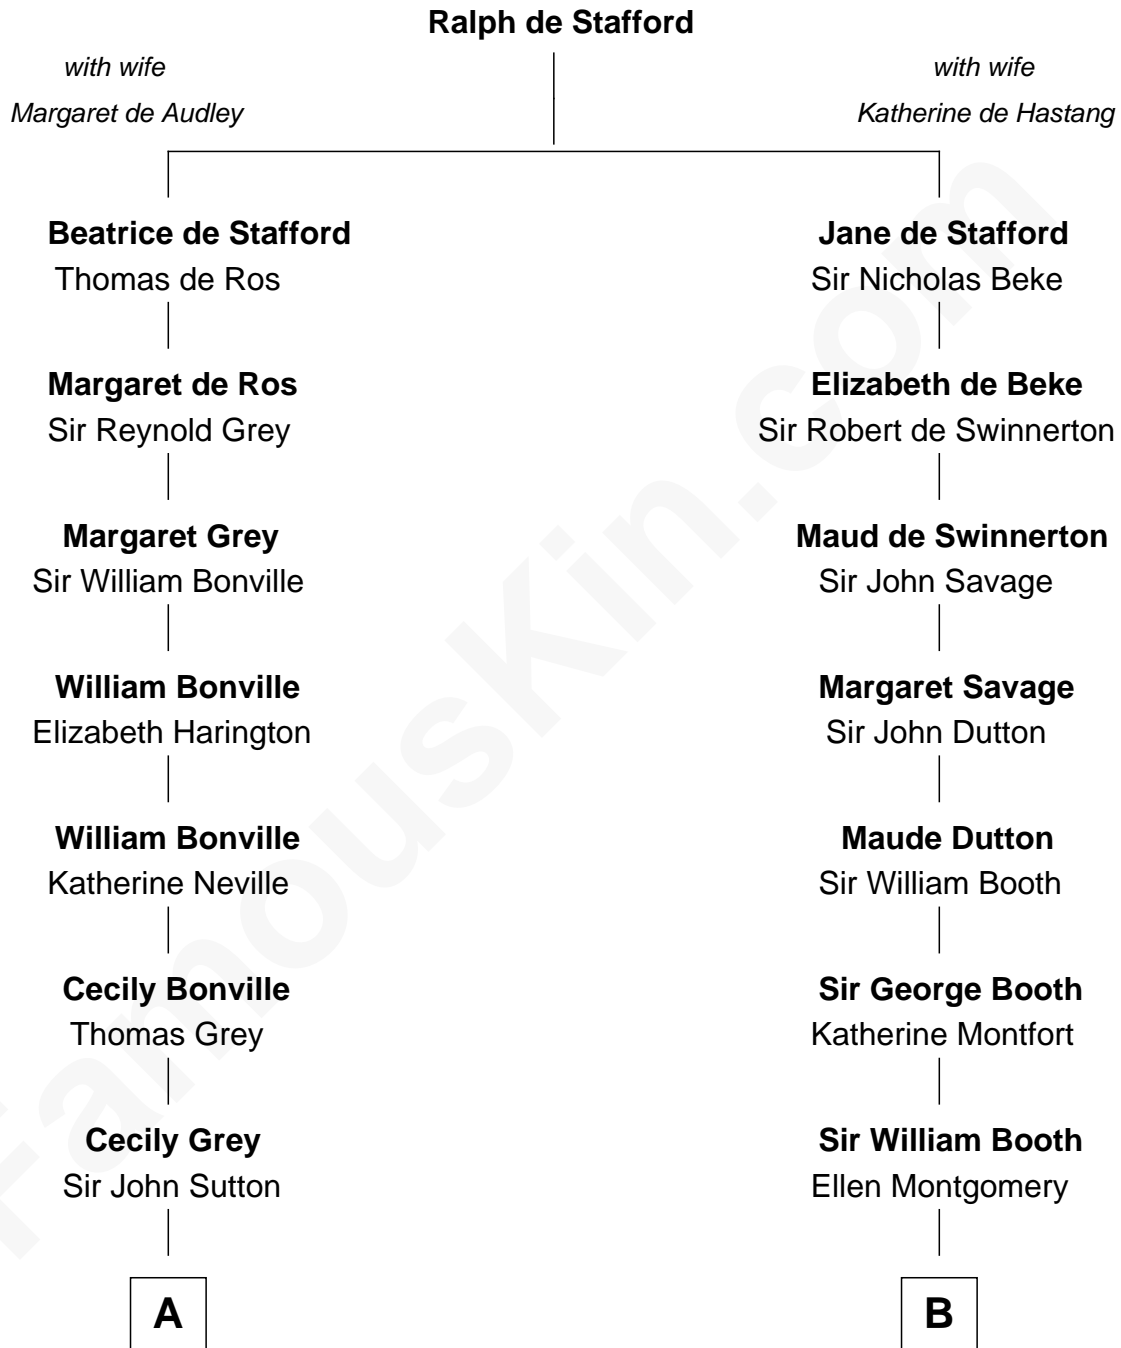 Ralph de Stafford
with wife
Margaret de Audley
with wife
Katherine de Hastang
Beatrice de Stafford
Thomas de Ros
Jane de Stafford
Sir Nicholas Beke
Margaret de Ros
Sir Reynold Grey
Elizabeth de Beke
Sir Robert de Swinnerton
Margaret Grey
Sir William Bonville
Maud de Swinnerton
Sir John Savage
William Bonville
Elizabeth Harington
Margaret Savage
Sir John Dutton
William Bonville
Katherine Neville
Maude Dutton
Sir William Booth
Cecily Bonville
Thomas Grey
Sir George Booth
Katherine Montfort
Cecily Grey
Sir John Sutton
Sir William Booth
Ellen Montgomery
A
B
FamousKin.com